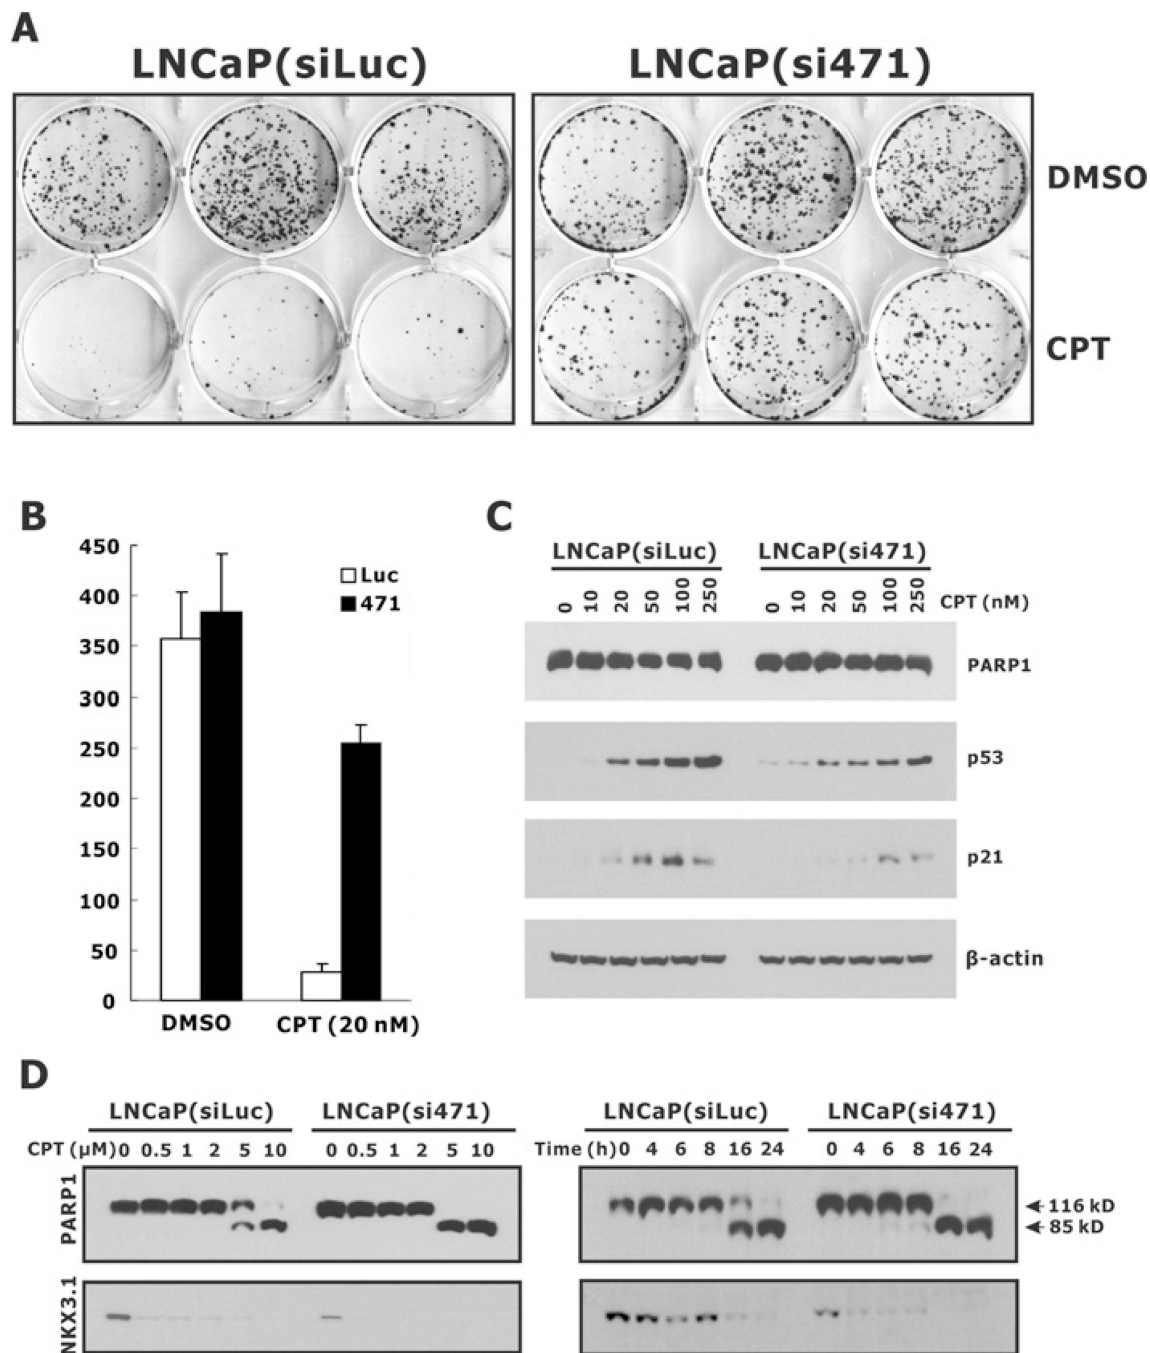 A
LNCaP(siLuc) LNCaP(si471)
DMSO
CPT
B
450
400
350
300
250
200
150
100
50
0
Luc
471
DMSO CPT (20 nM)
C
LNCaP(siLuc) LNCaP(si471)
0 10 20 50 100 250 0 10 20 50 100 250 CPT (nM)
PARP1
p53
p21
β-actin
D
LNCaP(siLuc) LNCaP(si471) LNCaP(siLuc) LNCaP(si471)
CPT (μM) 0 0.5 1 2 5 10 0 0.5 1 2 5 10 Time (h) 0 4 6 8 16 24 0 4 6 8 16 24
PARP1
116 kD
85 kD
NKX3.1